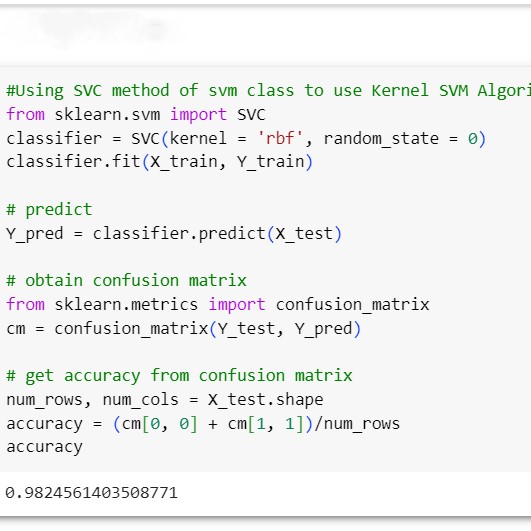 #Using SVC method of svm class to use Kernel SVM Algori
from sklearn.svm import SVC
classifier = SVC(kernel = 'rbf', random_state = 0)
classifier.fit(X_train, Y_train)
# predict
Y_pred = classifier.predict(X_test)
# obtain confusion matrix
from sklearn.metrics import confusion_matrix
cm = confusion_matrix(Y_test, Y_pred)
# get accuracy from confusion matrix
num_rows, num_cols = X_test.shape
accuracy = (cm[0, 0] + cm[1, 1])/num_rows
accuracy
0.9824561403508771